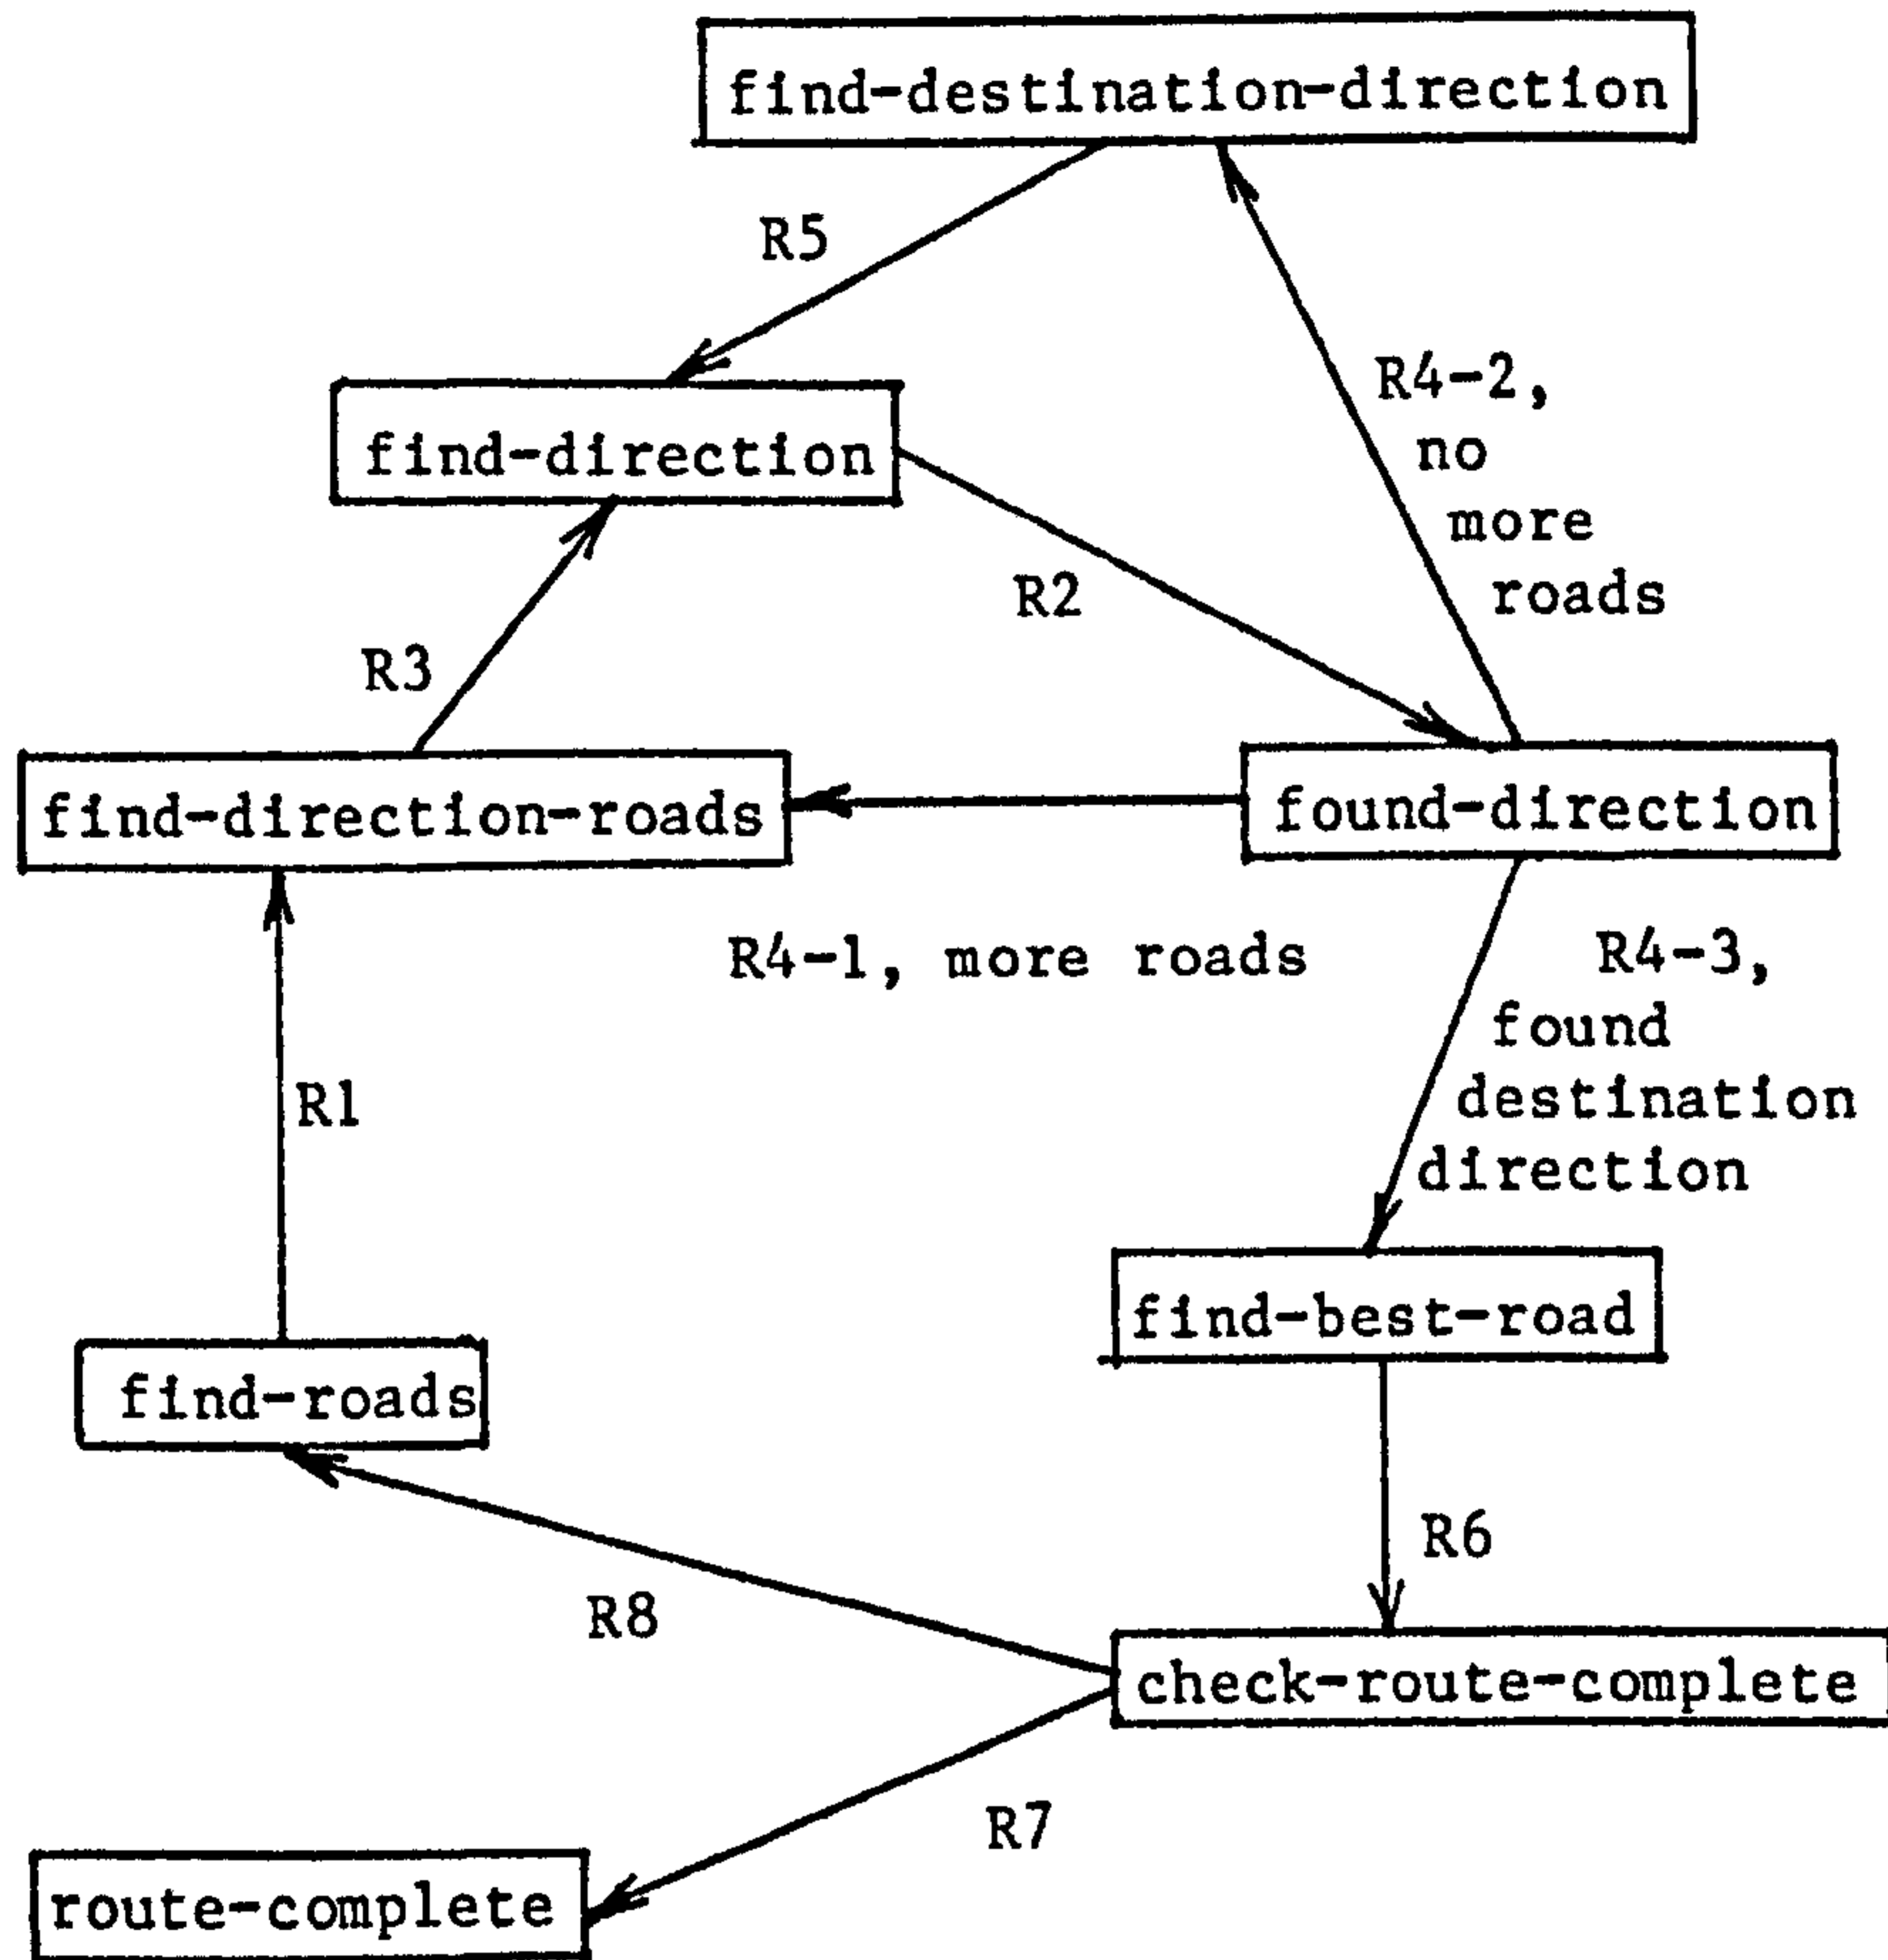 find-destination-direction
R5
R4-2,
no
more
roads
find-direction
R2
R3
find-direction-roads
found-direction
R4-1, more roads
R4-3,
found
destination
direction
R1
find-best-road
find-roads
R6
R8
check-route-complete
R7
route-complete